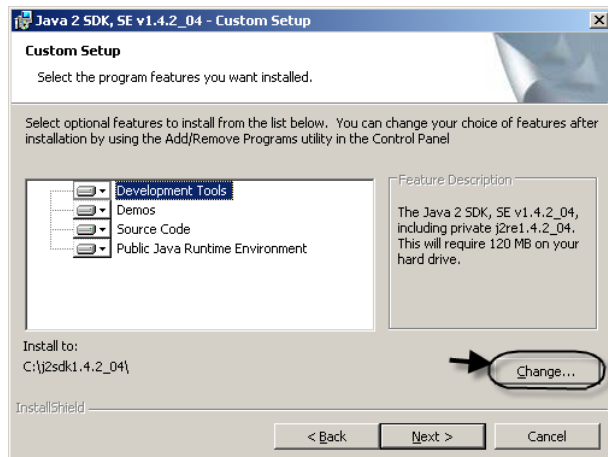 Java 2 SDK, SE v1.4.2_04 - Custom Setup
Custom Setup
Select the program features you want installed.
Select optional features to install from the list below.  You can change your choice of features after
installation by using the Add/Remove Programs utility in the Control Panel
Development Tools
Demos
Source Code
Public Java Runtime Environment
Feature Description
The Java 2 SDK, SE v1.4.2_04,
including private j2re1.4.2_04.
This will require 120 MB on your
hard drive.
Install to:
C:\j2sdk1.4.2_04\
Change...
InstallShield
< Back
Next >
Cancel